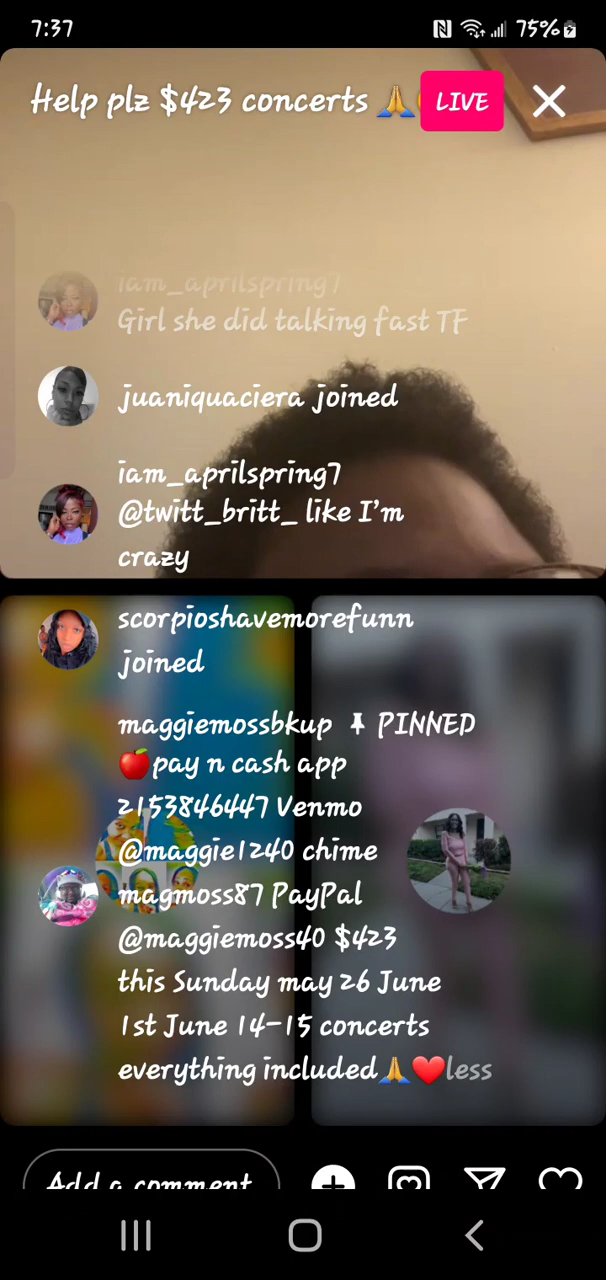 7:37
75%
Help plz $423 concerts 🙏
LIVE
iam_aprilspring7
Girl she did talking fast TF
juaniquaciera joined
iam_aprilspring7
@twitt_britt_ like I'm
crazy
scorpioshavemorefunn
joined
maggiemossbkup 📌 PINNED
🍎pay n cash app
2153846447 Venmo
@maggie1240 chime
magmoss87 PayPal
@maggiemoss40 $423
this Sunday may 26 June
1st June 14-15 concerts
everything included🙏❤️less
Add a comment